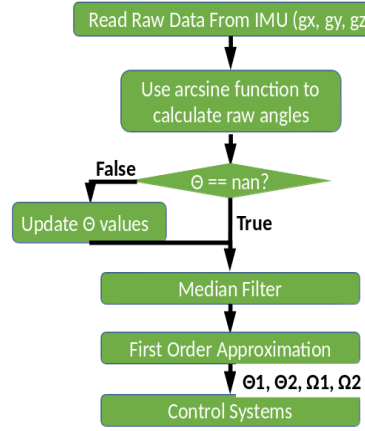 Read Raw Data From IMU (gx, gy, gz
Use arcsine function to
calculate raw angles
False
Θ == nan?
Update Θ values
True
Median Filter
First Order Approximation
Θ1, Θ2, Ω1, Ω2
Control Systems